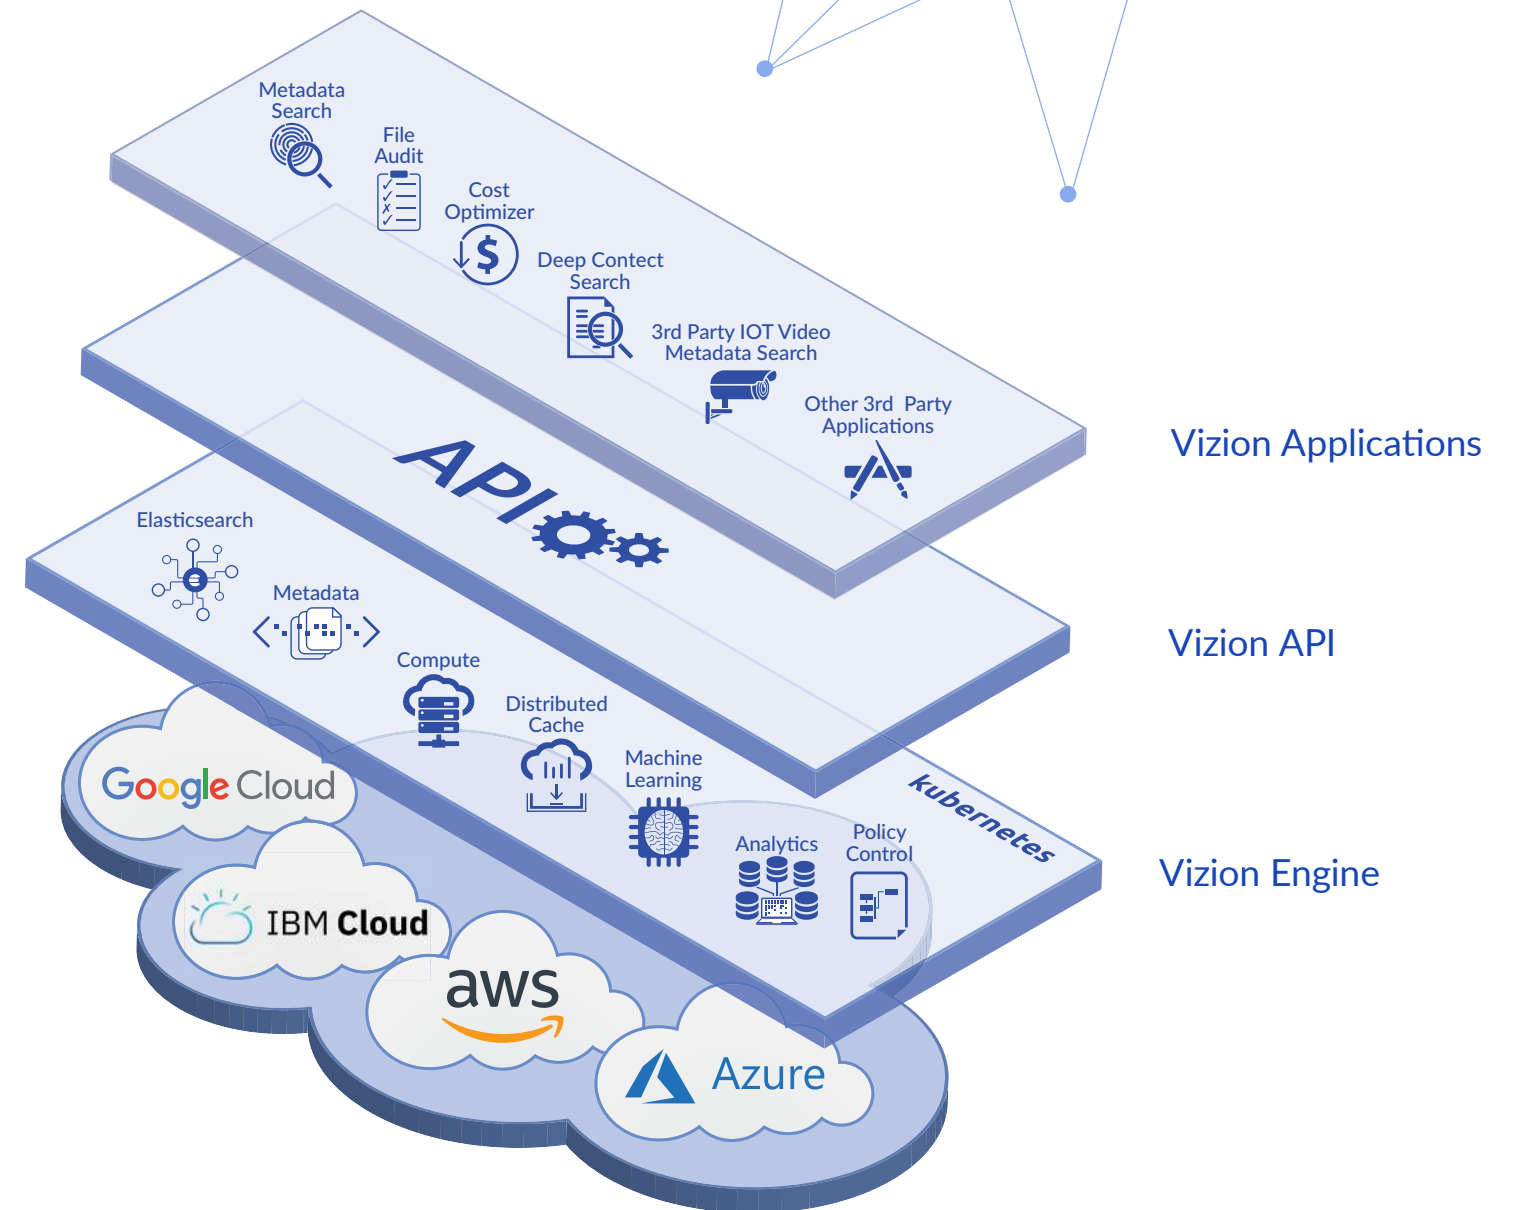 Metadata
Search
File
Audit
Cost
Optimizer
Deep Contect
Search
3rd Party IOT Video
Metadata Search
Other 3rd Party
Applications
Vizion Applications
API
Vizion API
Elasticsearch
Metadata
Compute
Distributed
Cache
Machine
Learning
Analytics
Policy
Control
kubernetes
Vizion Engine
Google Cloud
IBM Cloud
aws
Azure